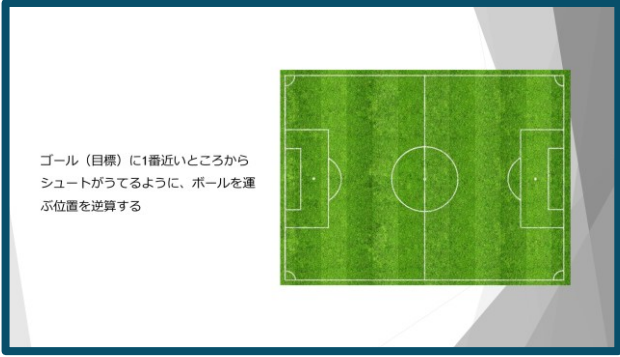 ゴール（目標）に1番近いところから
シュートがうてるように、ボールを運
ぶ位置を逆算する